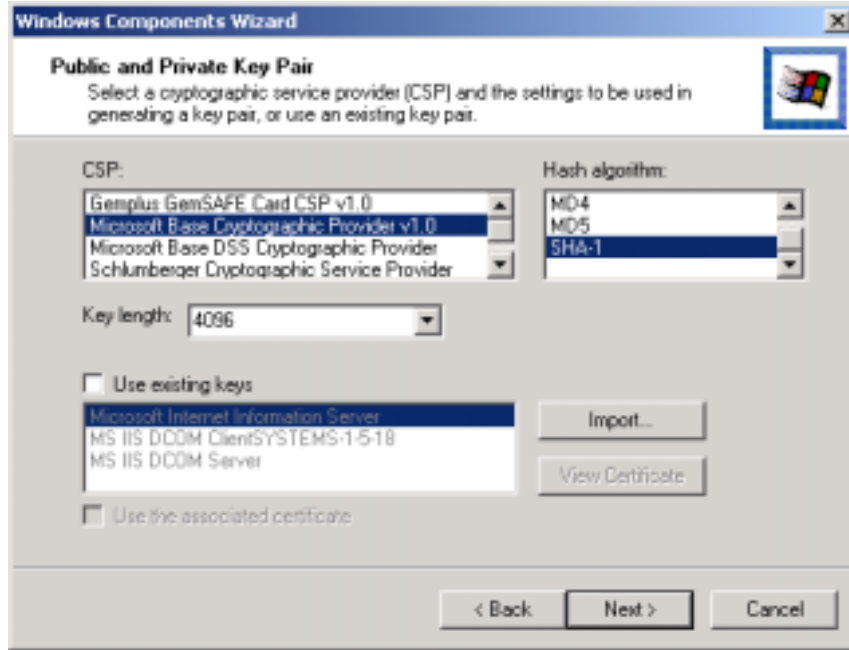 Windows Components Wizard
Public and Private Key Pair
Select a cryptographic service provider (CSP) and the settings to be used in
generating a key pair, or use an existing key pair.
CSP:
Gemplus GemSAFE Card CSP v1.0
Microsoft Base Cryptographic Provider v1.0
Microsoft Base DSS Cryptographic Provider
Schlumberger Cryptographic Service Provider
Hash algorithm:
MD4
MD5
SHA-1
Key length:
4096
Use existing keys
Microsoft Internet Information Server
MS IIS DCOM ClientSYSTEMS-1-5-18
MS IIS DCOM Server
Import...
View Certificate
Use the associated certificate
< Back
Next >
Cancel